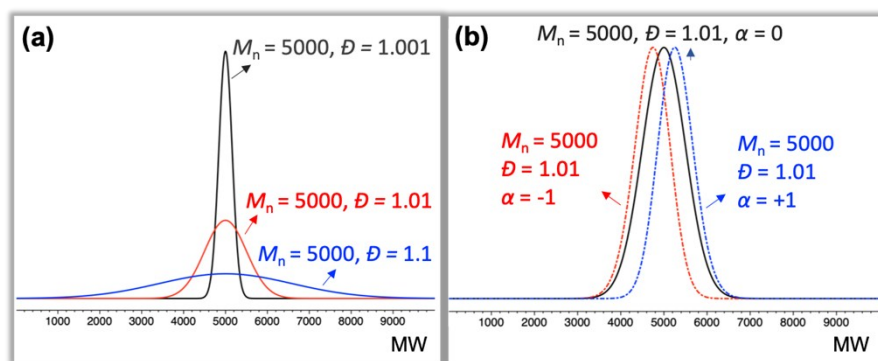 (a)
Mn = 5000, Đ = 1.001
Mn = 5000, Đ = 1.01
Mn = 5000, Đ = 1.1
1000 2000 3000 4000 5000 6000 7000 8000 9000
MW
(b)
Mn = 5000, Đ = 1.01, α = 0
Mn = 5000
Đ = 1.01
α = -1
Mn = 5000
Đ = 1.01
α = +1
1000 2000 3000 4000 5000 6000 7000 8000 9000
MW